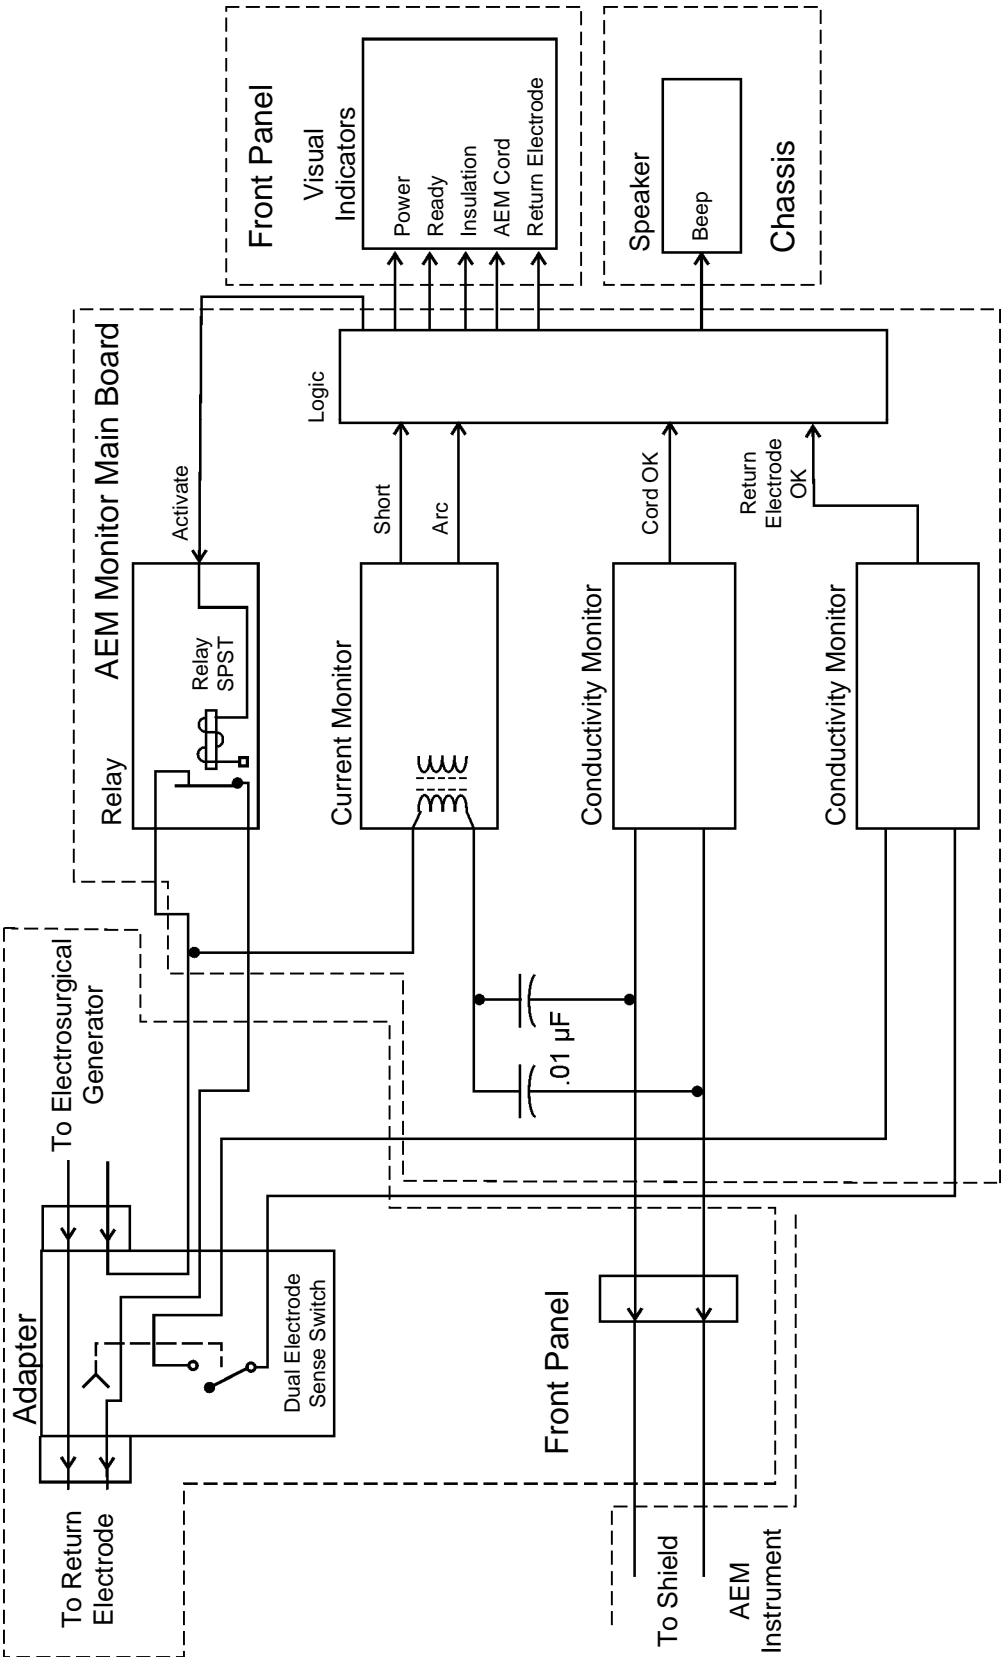 Adapter
To Return
Electrode
To Electrosurgical
Generator
Dual Electrode
Sense Switch
Relay
AEM Monitor Main Board
Relay
SPST
Activate
Front Panel
Visual
Indicators
Power
Ready
Insulation
AEM Cord
Return Electrode
Current Monitor
Short
Arc
Logic
Speaker
Beep
Chassis
.01 µF
Conductivity Monitor
Cord OK
Return
Electrode
OK
Conductivity Monitor
Front Panel
To Shield
AEM
Instrument